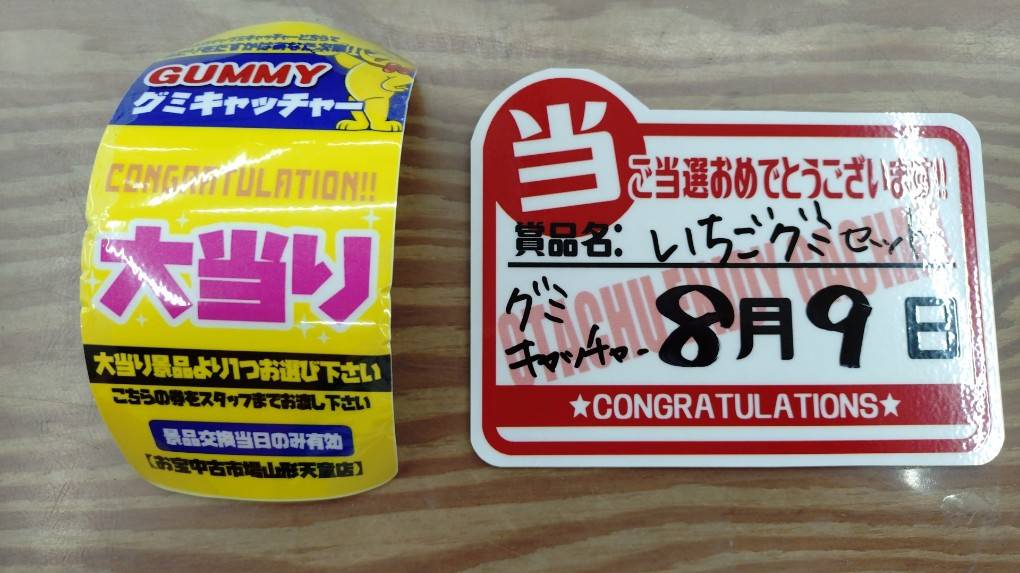 GUMMY
グミキャッチャー
CONGRATULATION!!
大当り
大当り景品より1つお選び下さい
こちらの券をスタッフまでお渡し下さい
景品交換当日のみ有効
【お宝中古市場山形天童店】
当
ご当選おめでとうございます!!
賞品名: いちごグミセット
グミ
キャッチャー
8月9日
★CONGRATULATIONS★